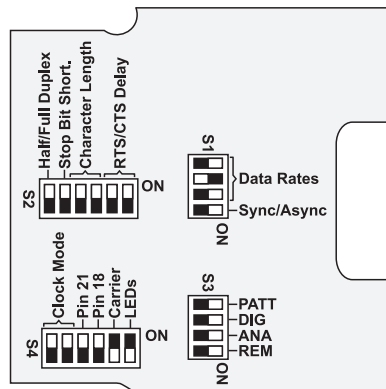 Half/Full Duplex
Stop Bit Short.
Character Length
RTS/CTS Delay
S2
ON
S1
Data Rates
Sync/Async
ON
Clock Mode
Pin 21
Pin 18
Carrier
LEDs
S4
ON
S3
PATT
DIG
ANA
REM
ON